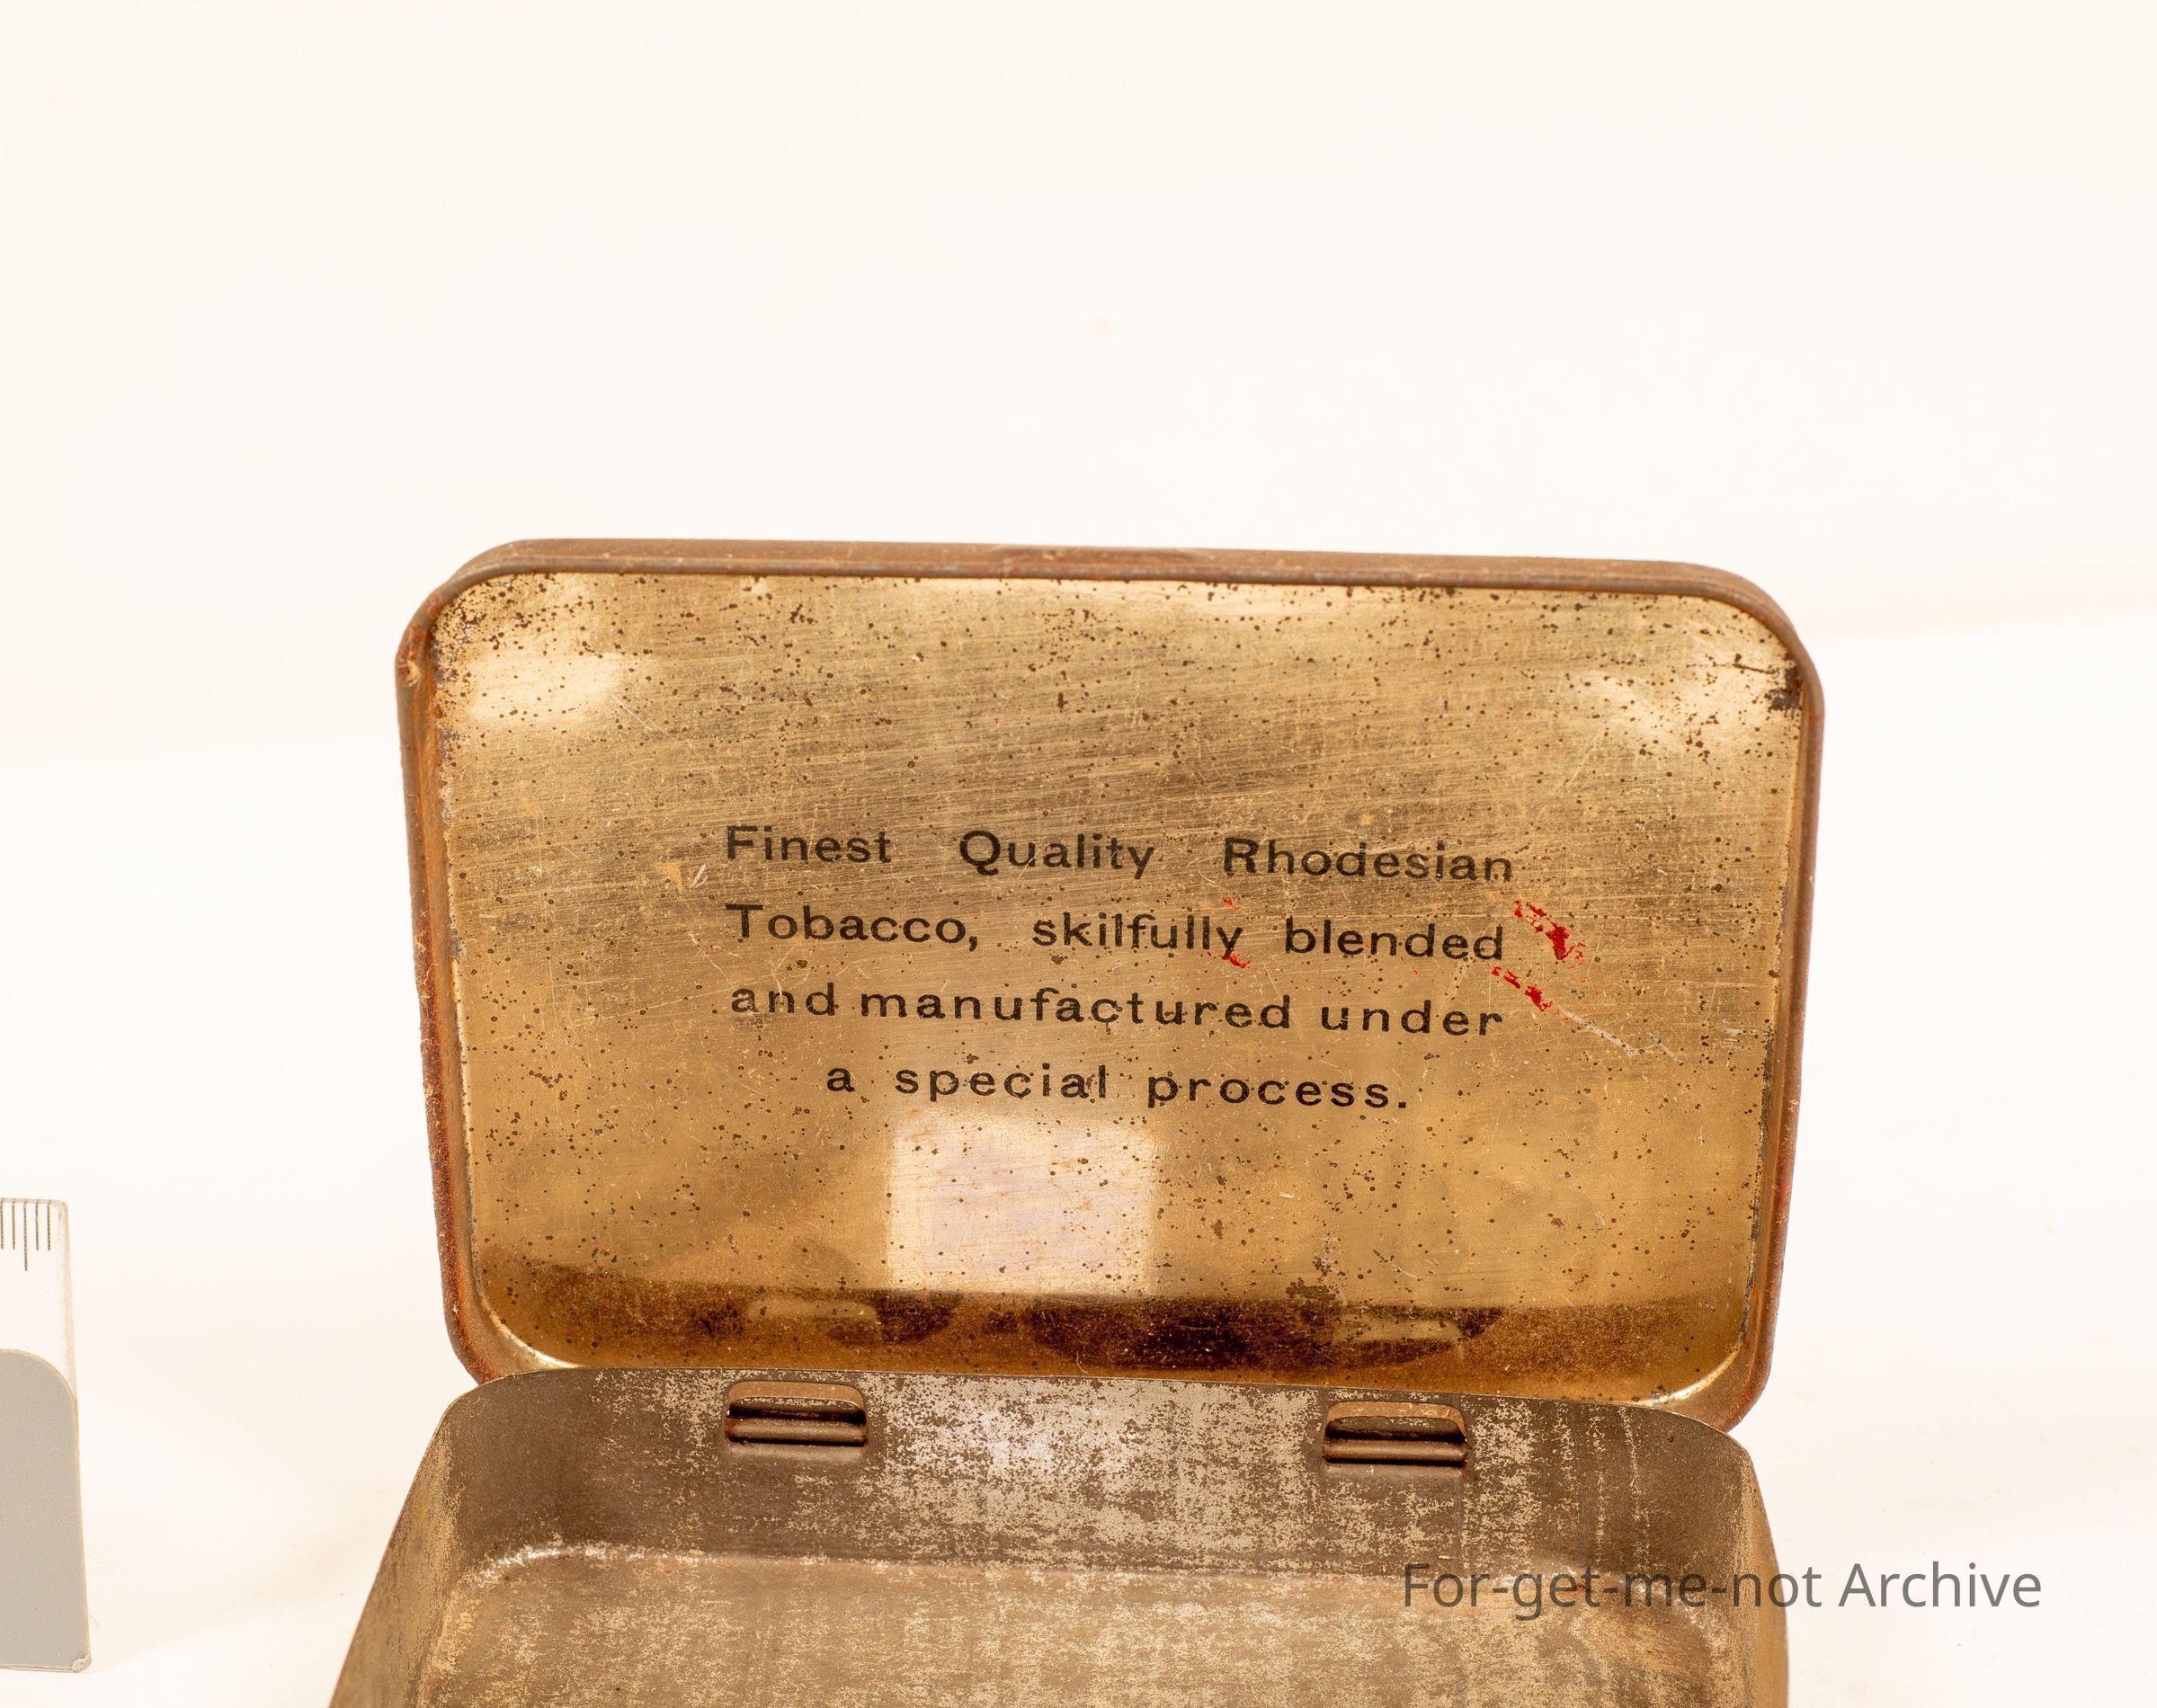 Finest Quality Rhodesian
Tobacco, skilfully blended
and manufactured under
a special process.
For-get-me-not Archive